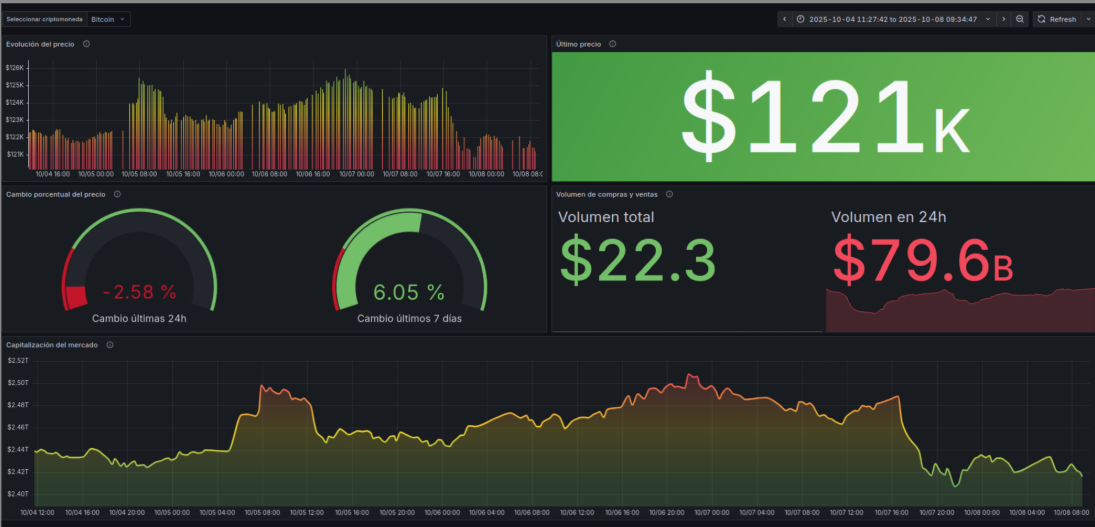 Seleccionar criptomoneda Bitcoin
2025-10-04 11:27:42 to 2025-10-08 09:34:47 Refresh
Evolución del precio
$126K
$125K
$124K
$123K
$122K
$121K
10/04 16:00 10/05 00:00 10/05 08:00 10/05 16:00 10/06 00:00 10/06 08:00 10/06 16:00 10/07 00:00 10/07 08:00 10/07 16:00 10/08 00:00 10/08 08:0
Último precio
$121K
Cambio porcentual del precio
-2.58 %
Cambio últimas 24h
6.05 %
Cambio últimos 7 días
Volumen de compras y ventas
Volumen total
$22.3
Volumen en 24h
$79.6B
Capitalización del mercado
$2.52T
$2.50T
$2.48T
$2.46T
$2.44T
$2.42T
$2.40T
10/04 12:00 10/04 16:00 10/04 20:00 10/05 00:00 10/05 04:00 10/05 08:00 10/05 12:00 10/05 16:00 10/05 20:00 10/06 00:00 10/06 04:00 10/06 08:00 10/06 12:00 10/06 16:00 10/06 20:00 10/07 00:00 10/07 04:00 10/07 08:00 10/07 12:00 10/07 16:00 10/07 20:00 10/08 00:00 10/08 04:00 10/08 08:00